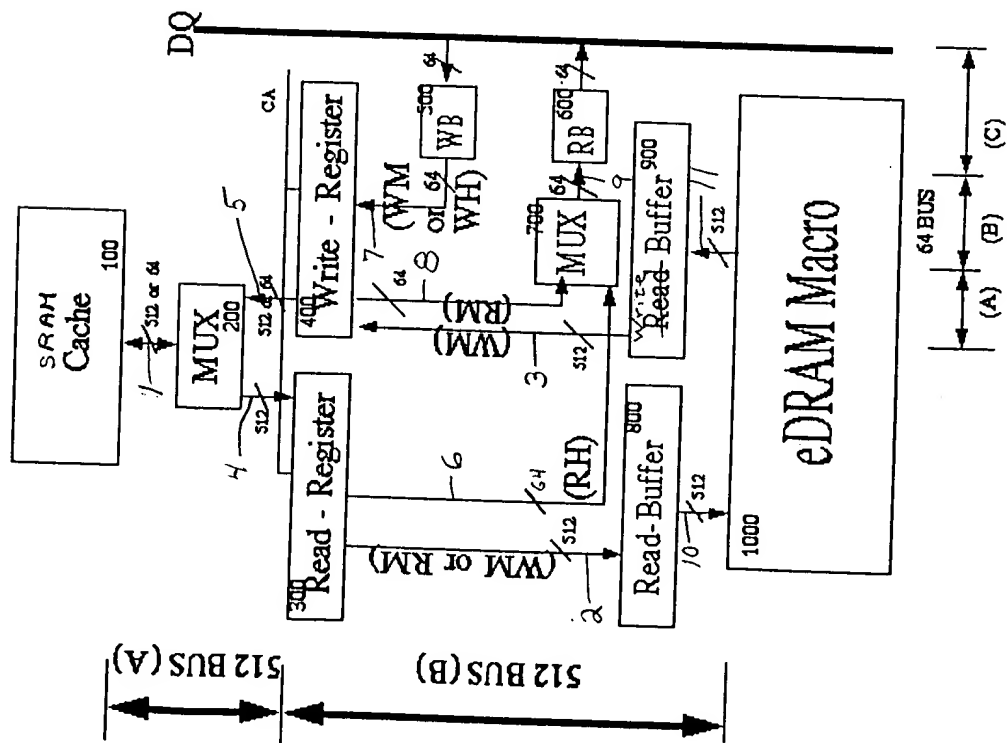 DQ
SRAM
Cache
100
1
512 or 64
MUX
200
4
512
5
512 or 64
CA
300
Read - Register
400
Write - Register
64
500
WB
64
7
(WM
or
WH)
8
64
(RM)
(WM)
3
512
6
64
(RH)
(WM or RM)
512
2
700
MUX
64
9
600
RB
64
800
Read-Buffer
900
Write
Read-Buffer
10
512
11
512
1000
eDRAM Macro
512 BUS (A)
512 BUS (B)
64 BUS
(A)
(B)
(C)